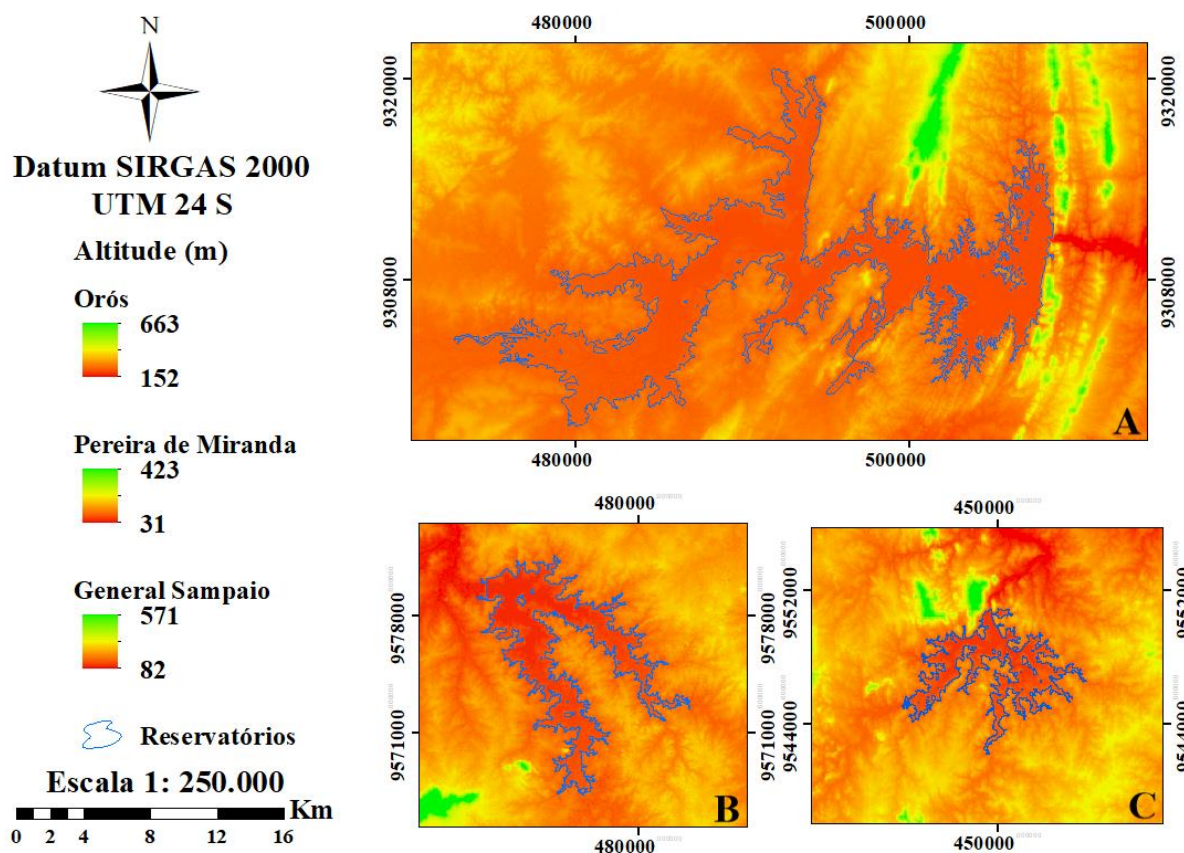 N
Datum SIRGAS 2000
UTM 24 S
Altitude (m)
Orós
663
152
Pereira de Miranda
423
31
General Sampaio
571
82
Reservatórios
Escala 1: 250.000
Km
0 2 4 8 12 16
480000 500000
9320000 9320000
9308000 9308000
A
480000 500000
480000
9578000 9578000
9571000 9571000
B
480000
450000
9552000 9552000
9544000 9544000
C
450000